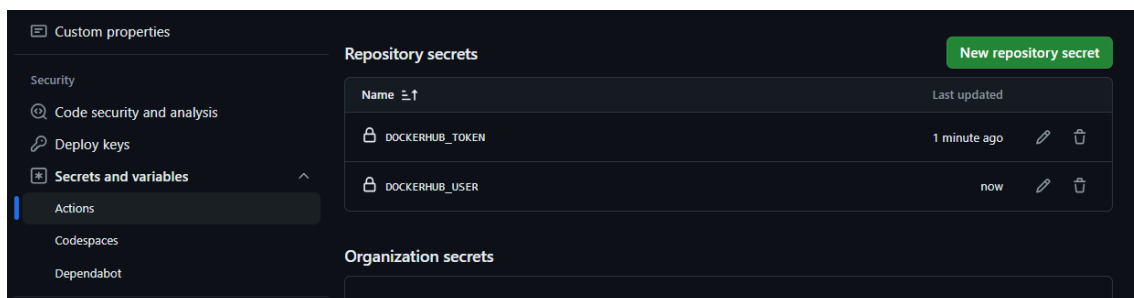 Custom properties
Security
Code security and analysis
Deploy keys
Secrets and variables
Actions
Codespaces
Dependabot
Repository secrets
New repository secret
Name
Last updated
DOCKERHUB_TOKEN
1 minute ago
DOCKERHUB_USER
now
Organization secrets